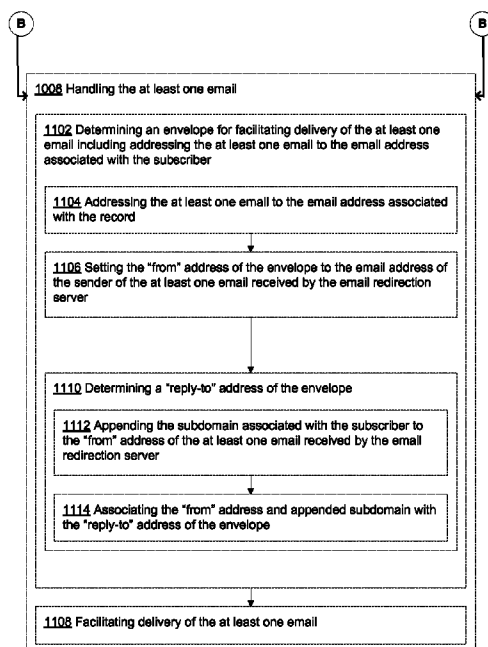 B
B
1008 Handling the at least one email
1102 Determining an envelope for facilitating delivery of the at least one
email including addressing the at least one email to the email address
associated with the subscriber
1104 Addressing the at least one email to the email address associated
with the record
1106 Setting the "from" address of the envelope to the email address of
the sender of the at least one email received by the email redirection
server
1110 Determining a "reply-to" address of the envelope
1112 Appending the subdomain associated with the subscriber to
the "from" address of the at least one email received by the email
redirection server
1114 Associating the "from" address and appended subdomain with
the "reply-to" address of the envelope
1108 Facilitating delivery of the at least one email